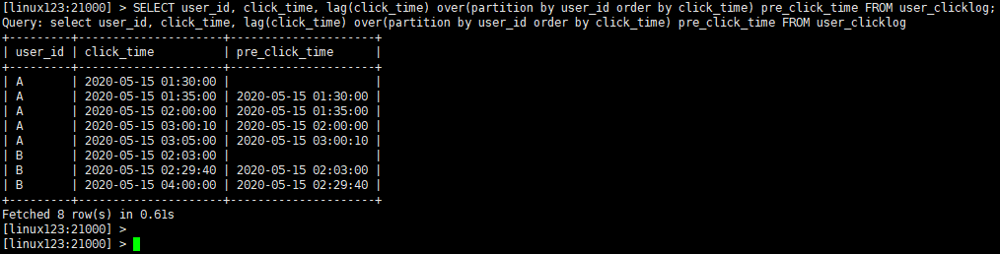 [linux123:21000] > SELECT user_id, click_time, lag(click_time) over(partition by user_id order by click_time) pre_click_time FROM user_clicklog;
Query: select user_id, click_time, lag(click_time) over(partition by user_id order by click_time) pre_click_time FROM user_clicklog
+---------+---------------------+---------------------+
| user_id | click_time          | pre_click_time      |
+---------+---------------------+---------------------+
| A       | 2020-05-15 01:30:00 |                     |
| A       | 2020-05-15 01:35:00 | 2020-05-15 01:30:00 |
| A       | 2020-05-15 02:00:00 | 2020-05-15 01:35:00 |
| A       | 2020-05-15 03:00:10 | 2020-05-15 02:00:00 |
| A       | 2020-05-15 03:05:00 | 2020-05-15 03:00:10 |
| B       | 2020-05-15 02:03:00 |                     |
| B       | 2020-05-15 02:29:40 | 2020-05-15 02:03:00 |
| B       | 2020-05-15 04:00:00 | 2020-05-15 02:29:40 |
+---------+---------------------+---------------------+
Fetched 8 row(s) in 0.61s
[linux123:21000] >
[linux123:21000] >